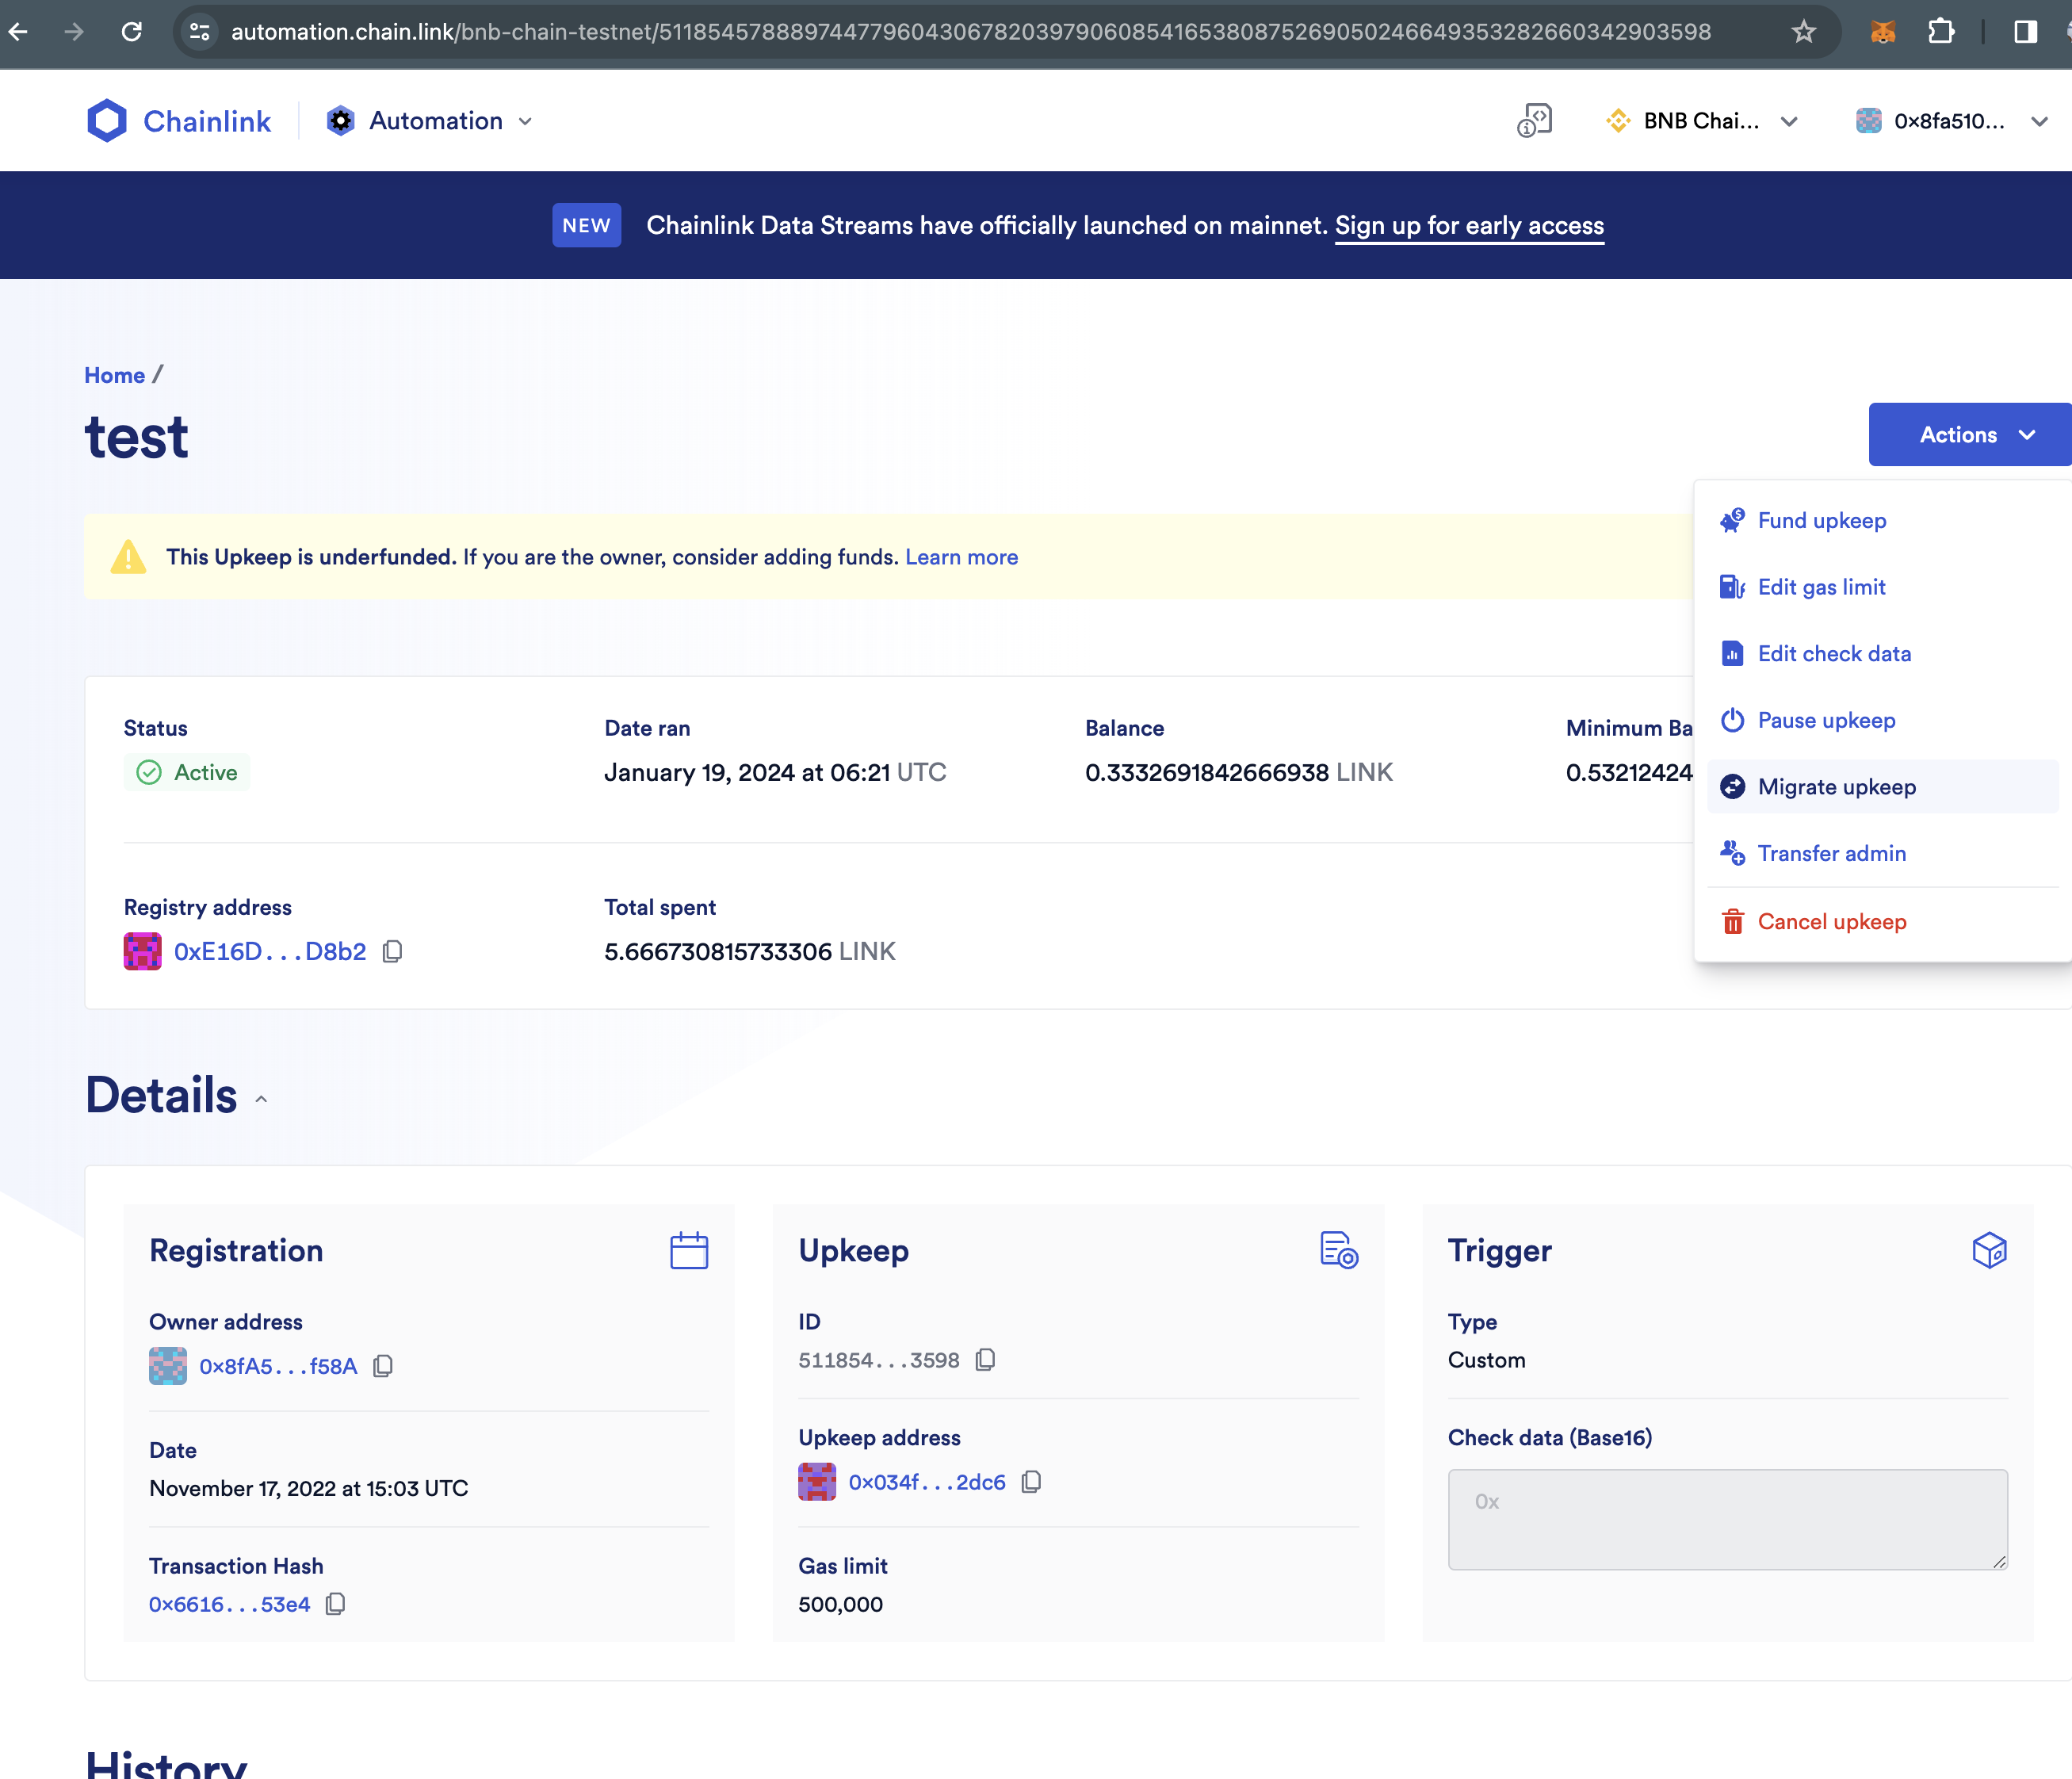 automation.chain.link/bnb-chain-testnet/51185457888974477960430678203979060854165380875269050246649353282660342903598
Chainlink
Automation
BNB Chai...
0x8fa510...
NEW
Chainlink Data Streams have officially launched on mainnet. Sign up for early access
Home /
test
Actions
This Upkeep is underfunded. If you are the owner, consider adding funds. Learn more
Fund upkeep
Edit gas limit
Edit check data
Pause upkeep
Migrate upkeep
Transfer admin
Cancel upkeep
Status
Active
Date ran
January 19, 2024 at 06:21 UTC
Balance
0.3332691842666938 LINK
Minimum Ba
0.53212424
Registry address
0xE16D...D8b2
Total spent
5.666730815733306 LINK
Details
Registration
Owner address
0x8fA5...f58A
Date
November 17, 2022 at 15:03 UTC
Transaction Hash
0x6616...53e4
Upkeep
ID
511854...3598
Upkeep address
0x034f...2dc6
Gas limit
500,000
Trigger
Type
Custom
Check data (Base16)
0x
History